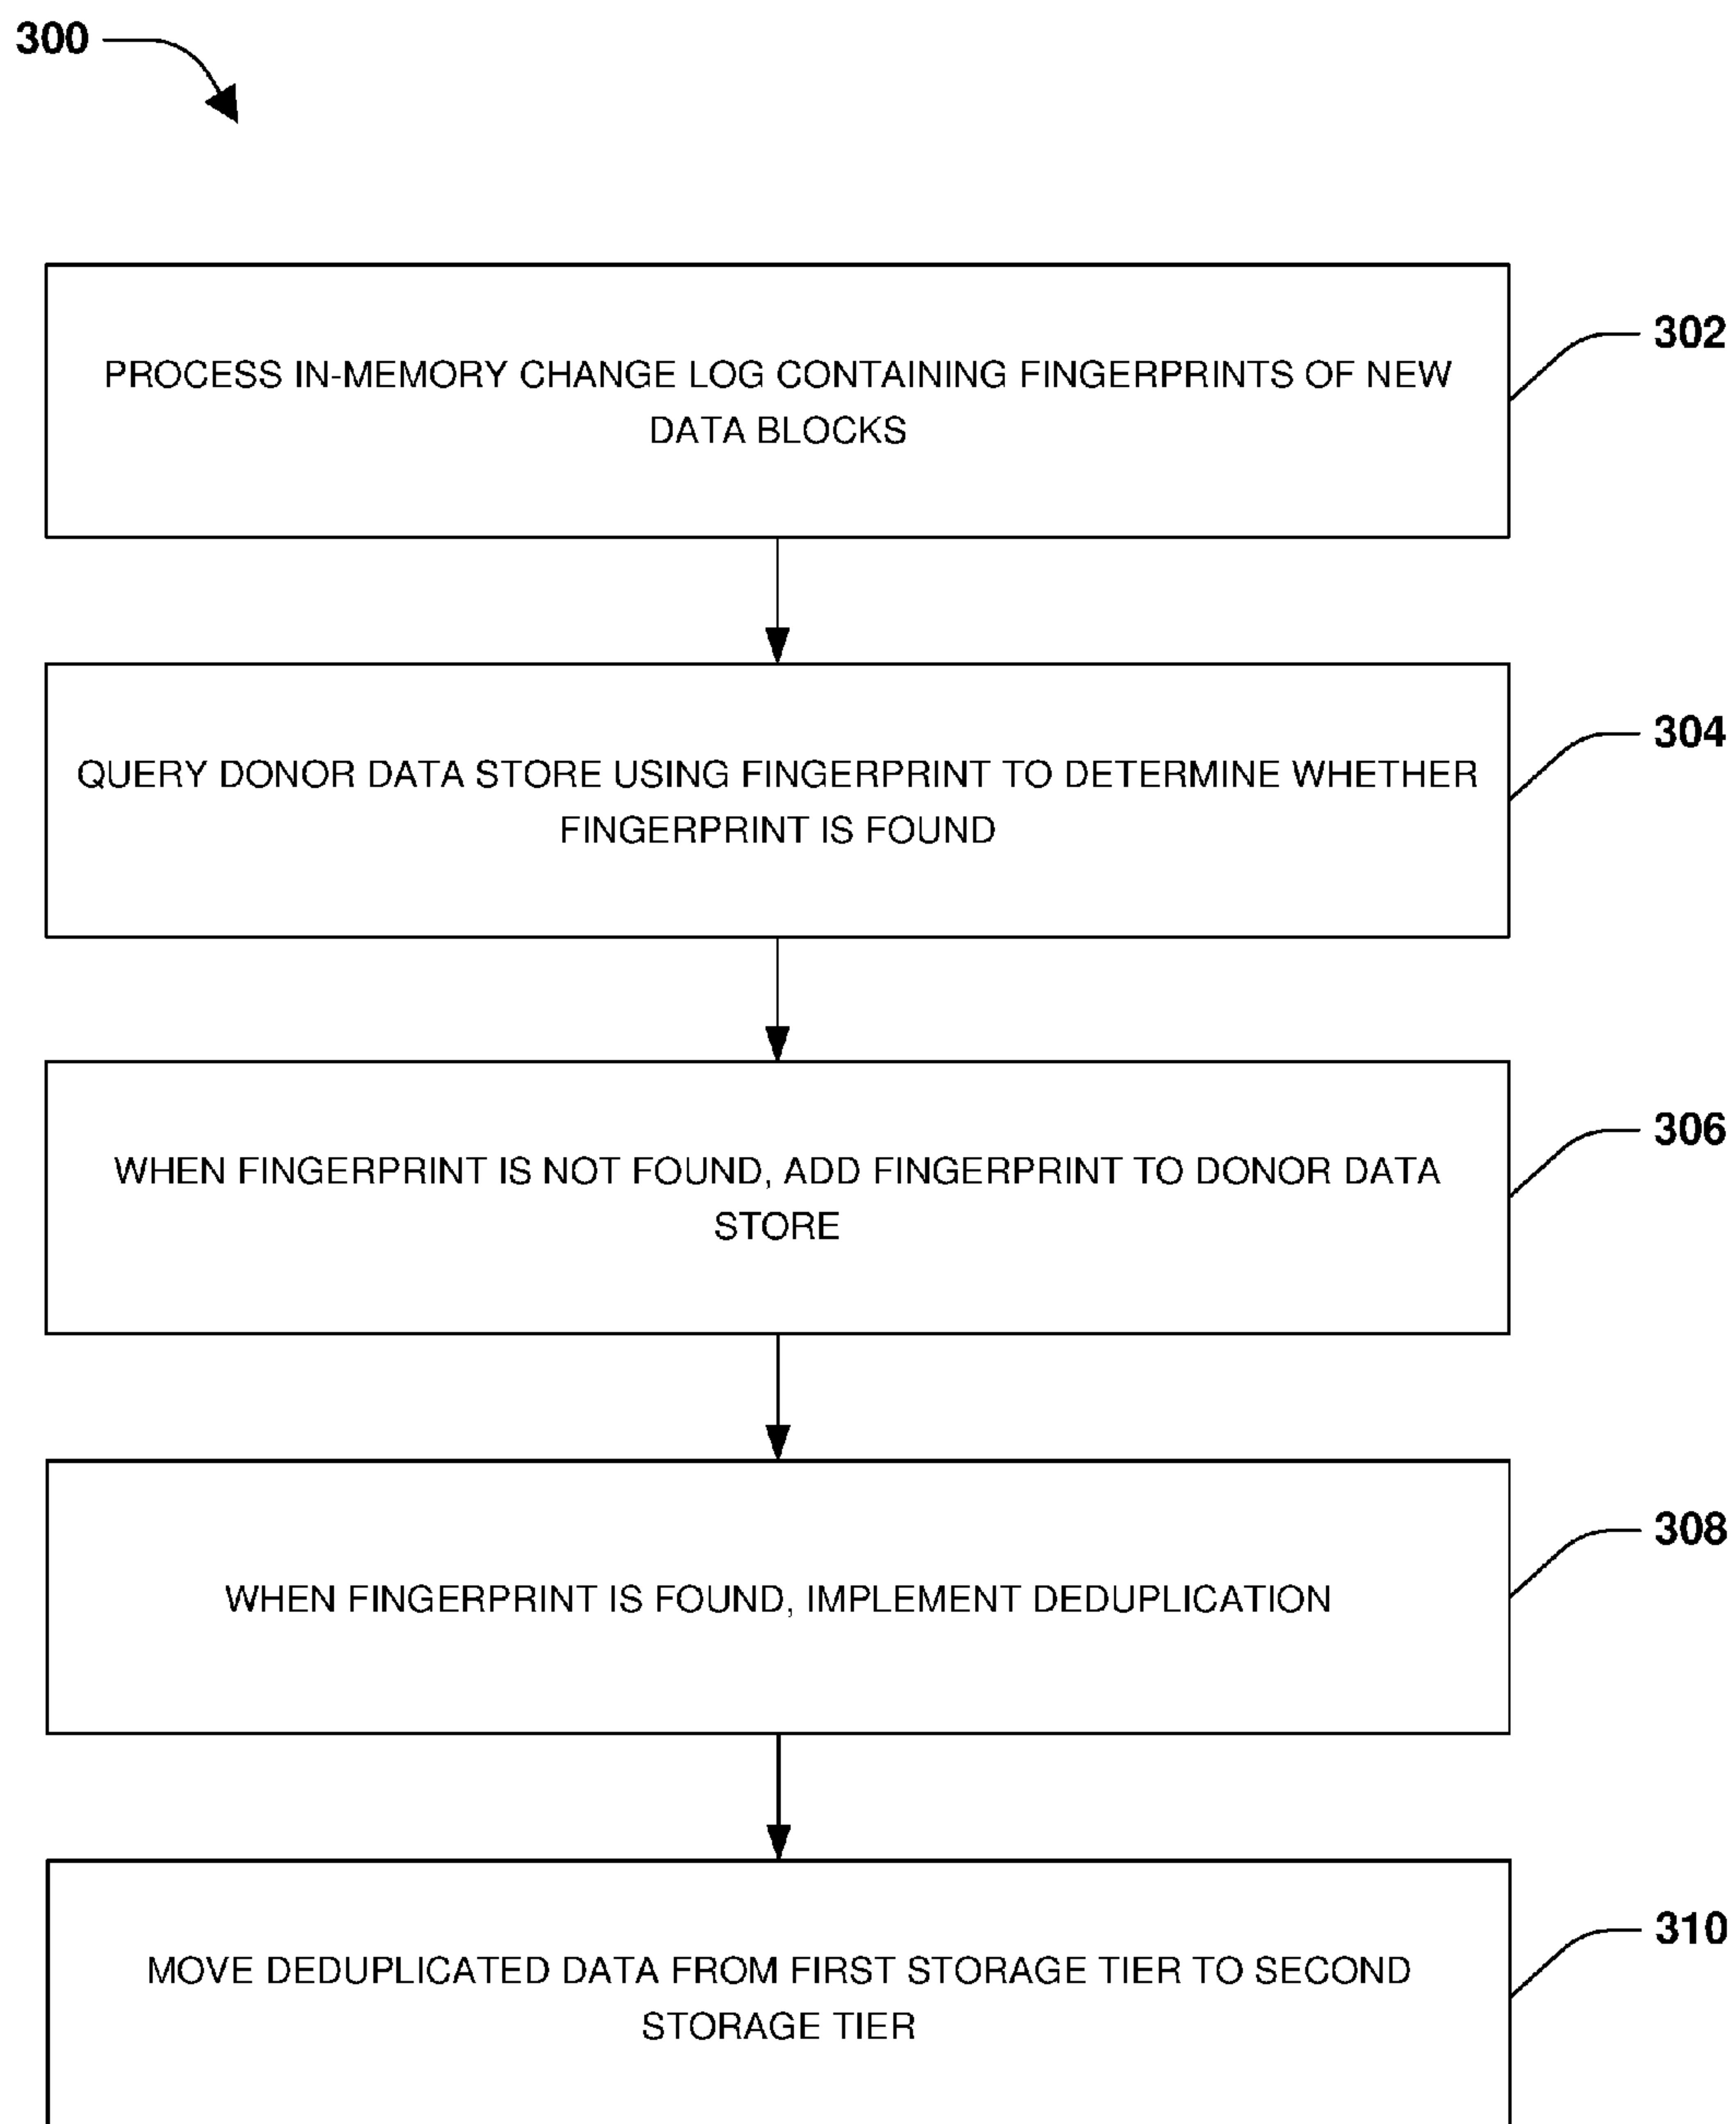 300
PROCESS IN-MEMORY CHANGE LOG CONTAINING FINGERPRINTS OF NEW
DATA BLOCKS
302
QUERY DONOR DATA STORE USING FINGERPRINT TO DETERMINE WHETHER
FINGERPRINT IS FOUND
304
WHEN FINGERPRINT IS NOT FOUND, ADD FINGERPRINT TO DONOR DATA
STORE
306
WHEN FINGERPRINT IS FOUND, IMPLEMENT DEDUPLICATION
308
MOVE DEDUPLICATED DATA FROM FIRST STORAGE TIER TO SECOND
STORAGE TIER
310